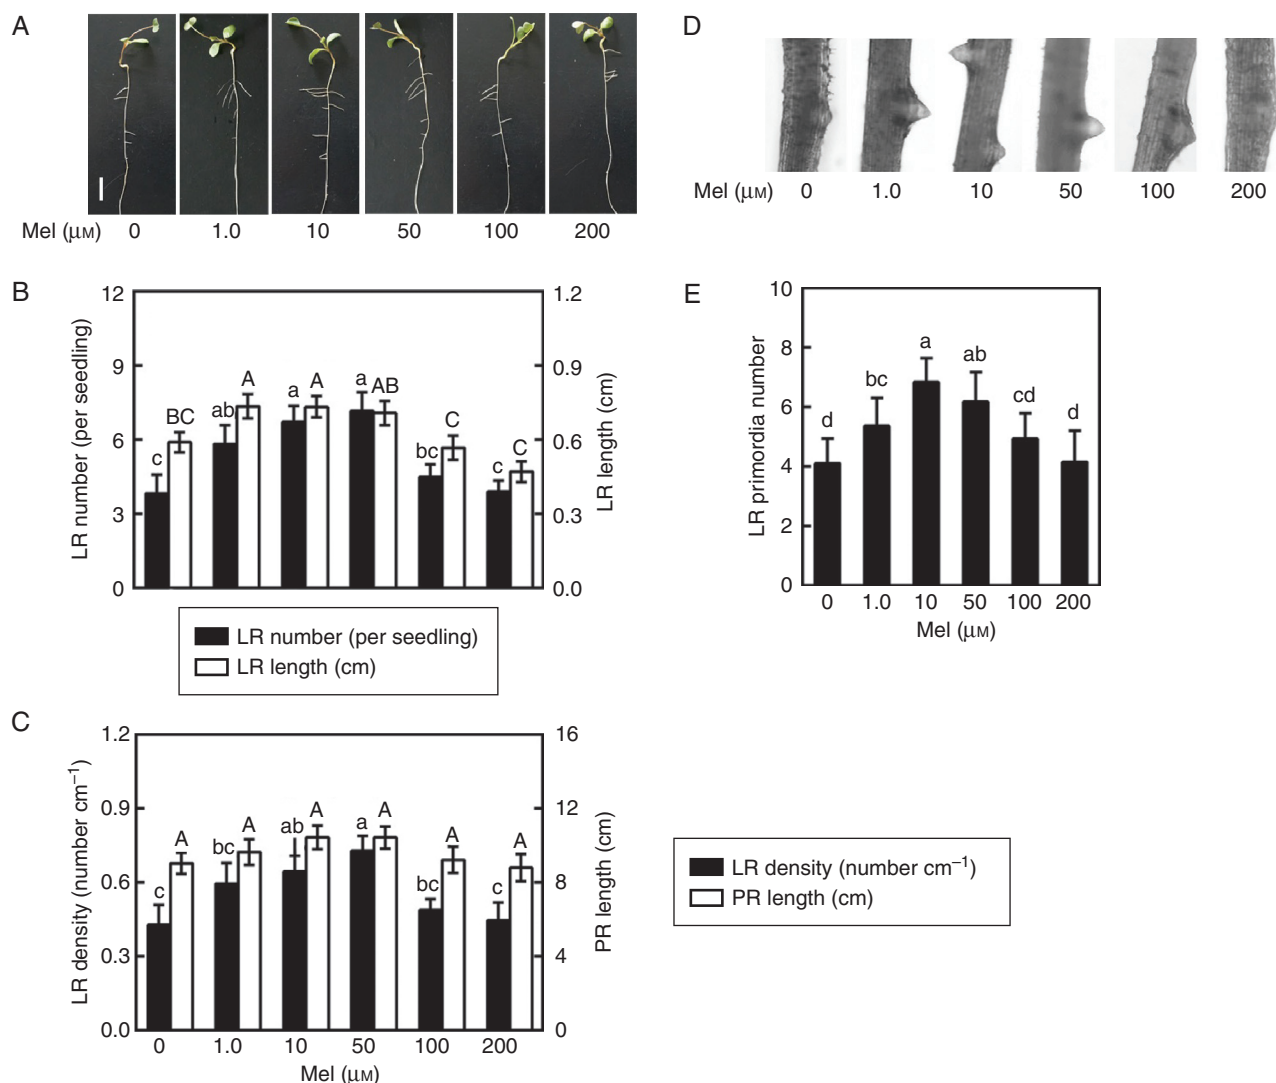 A
Mel (μM) 0 1.0 10 50 100 200
B
LR number (per seedling)
12
9
6
3
0
LR length (cm)
1.2
0.9
0.6
0.3
0.0
c BC ab A a A a AB bc C c C
LR number (per seedling)
LR length (cm)
C
LR density (number cm⁻¹)
1.2
0.9
0.6
0.3
0.0
PR length (cm)
16
12
8
4
0
c A bc A ab A a A bc A c A
0 1.0 10 50 100 200
Mel (μM)
LR density (number cm⁻¹)
PR length (cm)
D
Mel (μM) 0 1.0 10 50 100 200
E
LR primordia number
10
8
6
4
2
0
d bc a ab cd d
0 1.0 10 50 100 200
Mel (μM)